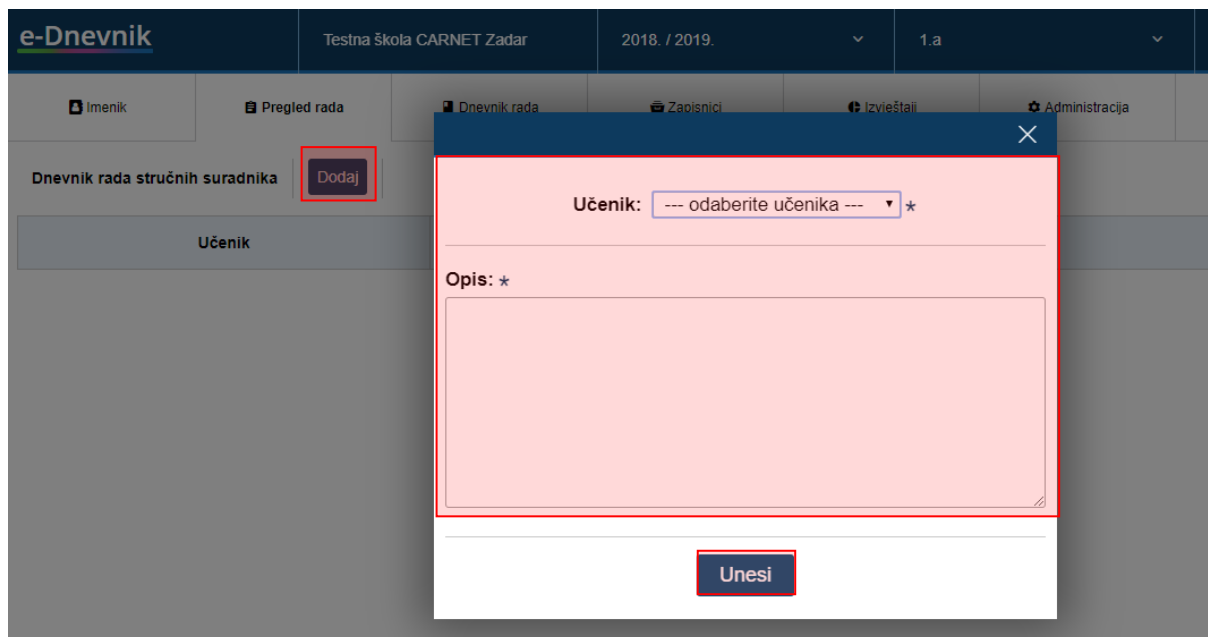 e-Dnevnik Testna škola CARNET Zadar 2018. / 2019. 1.a
Imenik Pregled rada Dnevnik rada Zapisnici Izvještaji Administracija
Dnevnik rada stručnih suradnika Dodaj
Učenik: --- odaberite učenika --- *
Učenik
Opis: *
Unesi